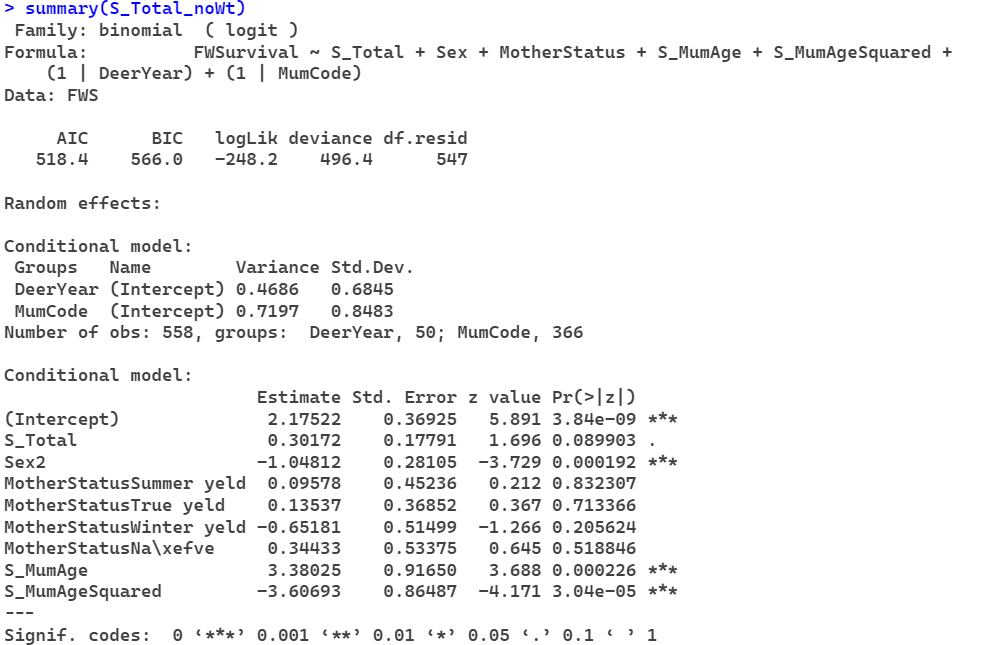 > summary(S_Total_noWt)
 Family: binomial  ( logit )
Formula:          FWSurvival ~ S_Total + Sex + MotherStatus + S_MumAge + S_MumAgeSquared +
    (1 | DeerYear) + (1 | MumCode)
Data: FWS
     AIC      BIC   logLik deviance df.resid
   518.4    566.0   -248.2    496.4      547
Random effects:
Conditional model:
 Groups   Name        Variance Std.Dev.
 DeerYear (Intercept) 0.4686   0.6845
 MumCode  (Intercept) 0.7197   0.8483
Number of obs: 558, groups:  DeerYear, 50; MumCode, 366
Conditional model:
                        Estimate Std. Error z value Pr(>|z|)
(Intercept)              2.17522    0.36925   5.891 3.84e-09 ***
S_Total                  0.30172    0.17791   1.696 0.089903 .
Sex2                    -1.04812    0.28105  -3.729 0.000192 ***
MotherStatusSummer yeld  0.09578    0.45236   0.212 0.832307
MotherStatusTrue yeld    0.13537    0.36852   0.367 0.713366
MotherStatusWinter yeld -0.65181    0.51499  -1.266 0.205624
MotherStatusNa\xefve     0.34433    0.53375   0.645 0.518846
S_MumAge                 3.38025    0.91650   3.688 0.000226 ***
S_MumAgeSquared         -3.60693    0.86487  -4.171 3.04e-05 ***
---
Signif. codes:  0 ‘***’ 0.001 ‘**’ 0.01 ‘*’ 0.05 ‘.’ 0.1 ‘ ’ 1